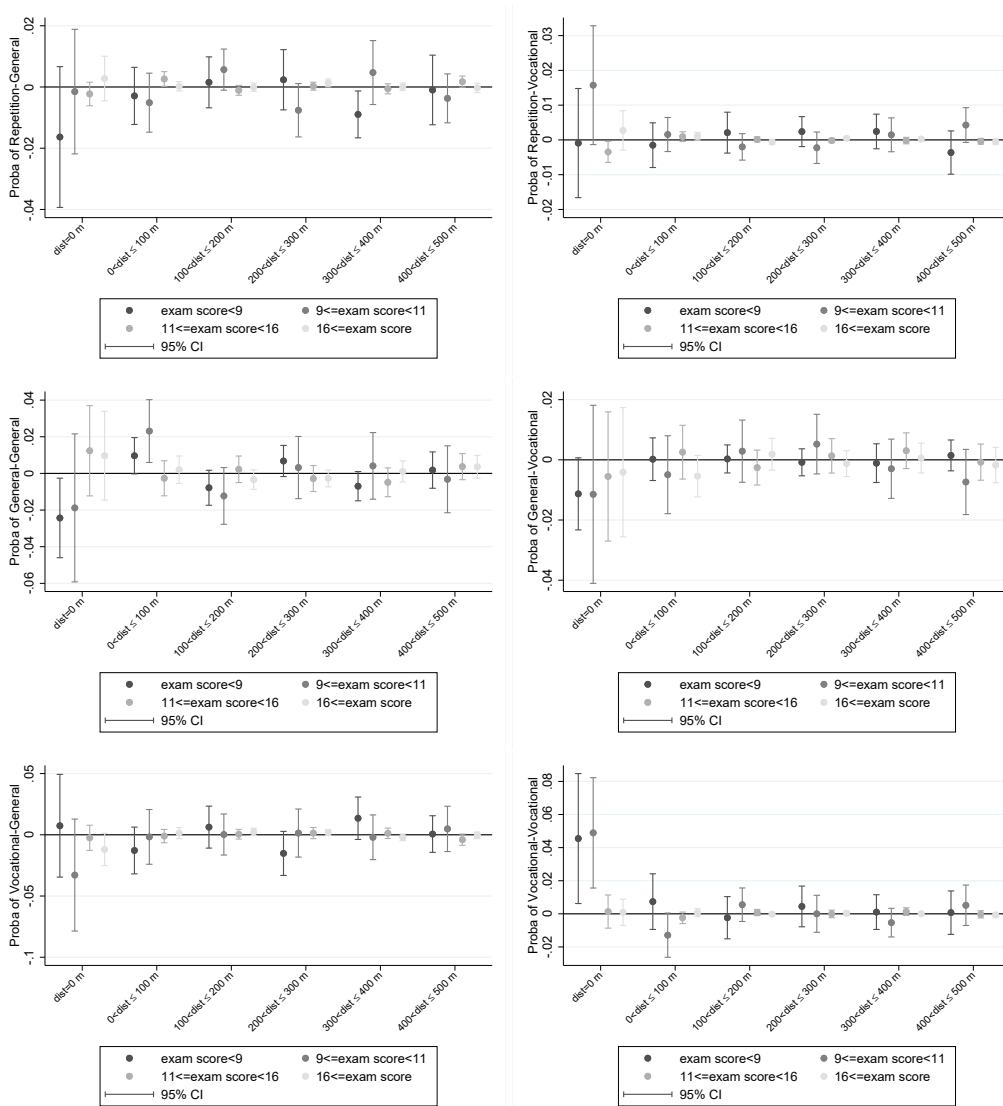 Proba of Repetition-General
.02
0
-.02
-.04
dist=0 m
0<dist ≤ 100 m
100<dist ≤ 200 m
200<dist ≤ 300 m
300<dist ≤ 400 m
400<dist ≤ 500 m
exam score<9
9<=exam score<11
11<=exam score<16
16<=exam score
95% CI
Proba of Repetition-Vocational
.03
.02
.01
0
-.01
-.02
dist=0 m
0<dist ≤ 100 m
100<dist ≤ 200 m
200<dist ≤ 300 m
300<dist ≤ 400 m
400<dist ≤ 500 m
exam score<9
9<=exam score<11
11<=exam score<16
16<=exam score
95% CI
Proba of General-General
.04
.02
0
-.02
-.04
-.06
dist=0 m
0<dist ≤ 100 m
100<dist ≤ 200 m
200<dist ≤ 300 m
300<dist ≤ 400 m
400<dist ≤ 500 m
exam score<9
9<=exam score<11
11<=exam score<16
16<=exam score
95% CI
Proba of General-Vocational
.02
0
-.02
-.04
dist=0 m
0<dist ≤ 100 m
100<dist ≤ 200 m
200<dist ≤ 300 m
300<dist ≤ 400 m
400<dist ≤ 500 m
exam score<9
9<=exam score<11
11<=exam score<16
16<=exam score
95% CI
Proba of Vocational-General
.05
0
-.05
-.1
dist=0 m
0<dist ≤ 100 m
100<dist ≤ 200 m
200<dist ≤ 300 m
300<dist ≤ 400 m
400<dist ≤ 500 m
exam score<9
9<=exam score<11
11<=exam score<16
16<=exam score
95% CI
Proba of Vocational-Vocational
.08
.06
.04
.02
0
-.02
dist=0 m
0<dist ≤ 100 m
100<dist ≤ 200 m
200<dist ≤ 300 m
300<dist ≤ 400 m
400<dist ≤ 500 m
exam score<9
9<=exam score<11
11<=exam score<16
16<=exam score
95% CI